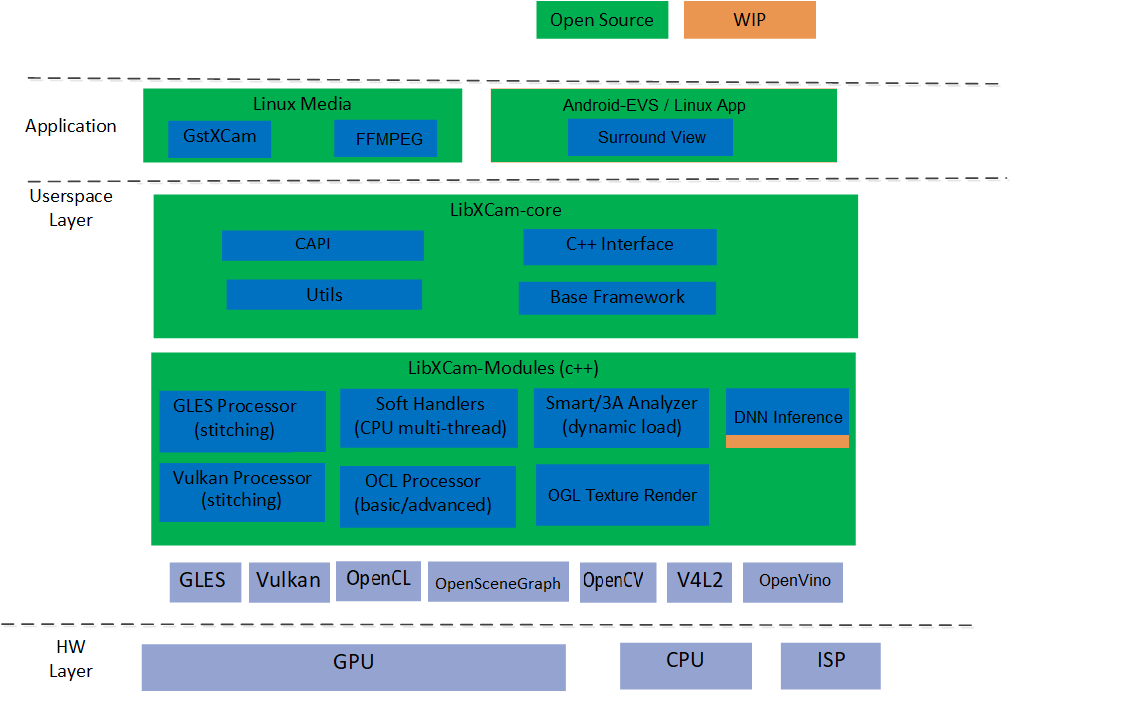 Open Source
WIP
Application
Linux Media
GstXCam
FFMPEG
Android-EVS / Linux App
Surround View
Userspace
Layer
LibXCam-core
CAPI
C++ Interface
Utils
Base Framework
LibXCam-Modules (c++)
GLES Processor
(stitching)
Soft Handlers
(CPU multi-thread)
Smart/3A Analyzer
(dynamic load)
DNN Inference
Vulkan Processor
(stitching)
OCL Processor
(basic/advanced)
OGL Texture Render
GLES
Vulkan
OpenCL
OpenSceneGraph
OpenCV
V4L2
OpenVino
HW
Layer
GPU
CPU
ISP